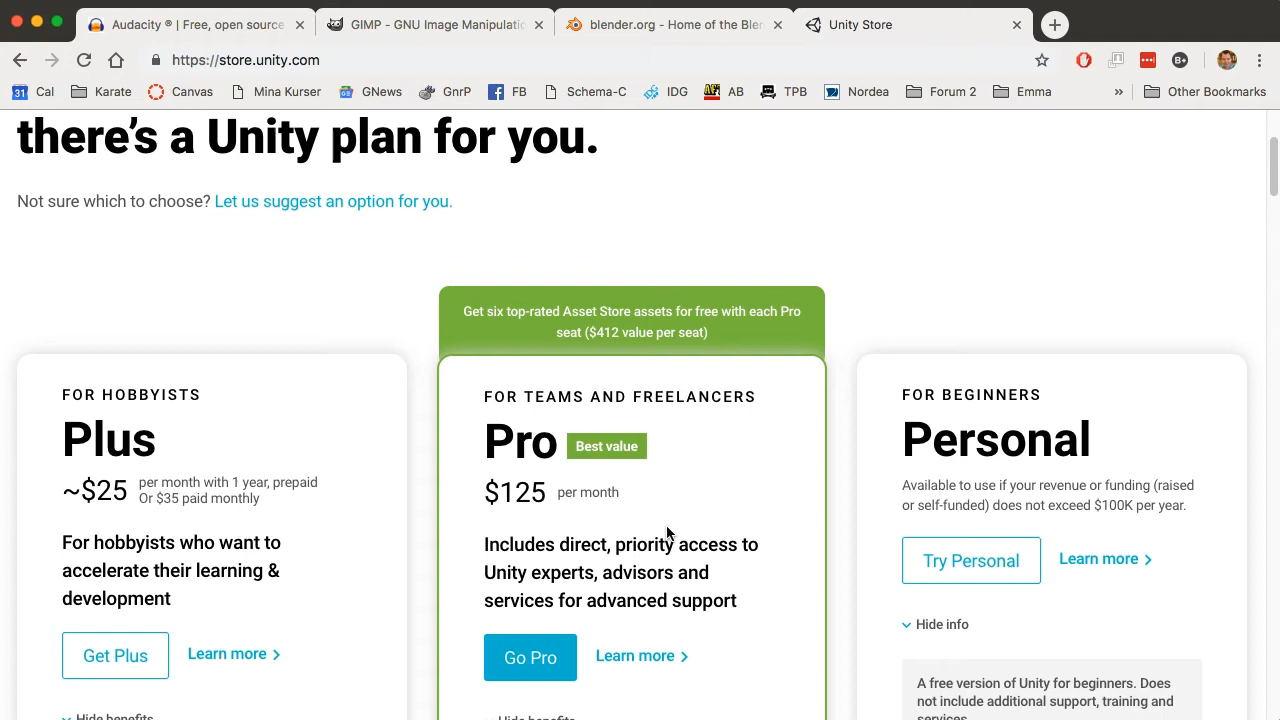 Audacity ® | Free, open source
GIMP - GNU Image Manipulatio
blender.org - Home of the Blen
Unity Store
https://store.unity.com
31 Cal
Karate
Canvas
Mina Kurser
GNews
GnrP
FB
Schema-C
IDG
AB
TPB
Nordea
Forum 2
Emma
»
Other Bookmarks
there's a Unity plan for you.
Not sure which to choose? Let us suggest an option for you.
Get six top-rated Asset Store assets for free with each Pro
seat ($412 value per seat)
FOR HOBBYISTS
Plus
~$25 per month with 1 year, prepaid
Or $35 paid monthly
For hobbyists who want to
accelerate their learning &
development
Get Plus
Learn more
Hide benefits
FOR TEAMS AND FREELANCERS
Pro Best value
$125 per month
Includes direct, priority access to
Unity experts, advisors and
services for advanced support
Go Pro
Learn more
Hide benefits
FOR BEGINNERS
Personal
Available to use if your revenue or funding (raised
or self-funded) does not exceed $100K per year.
Try Personal
Learn more
Hide info
A free version of Unity for beginners. Does
not include additional support, training and
services